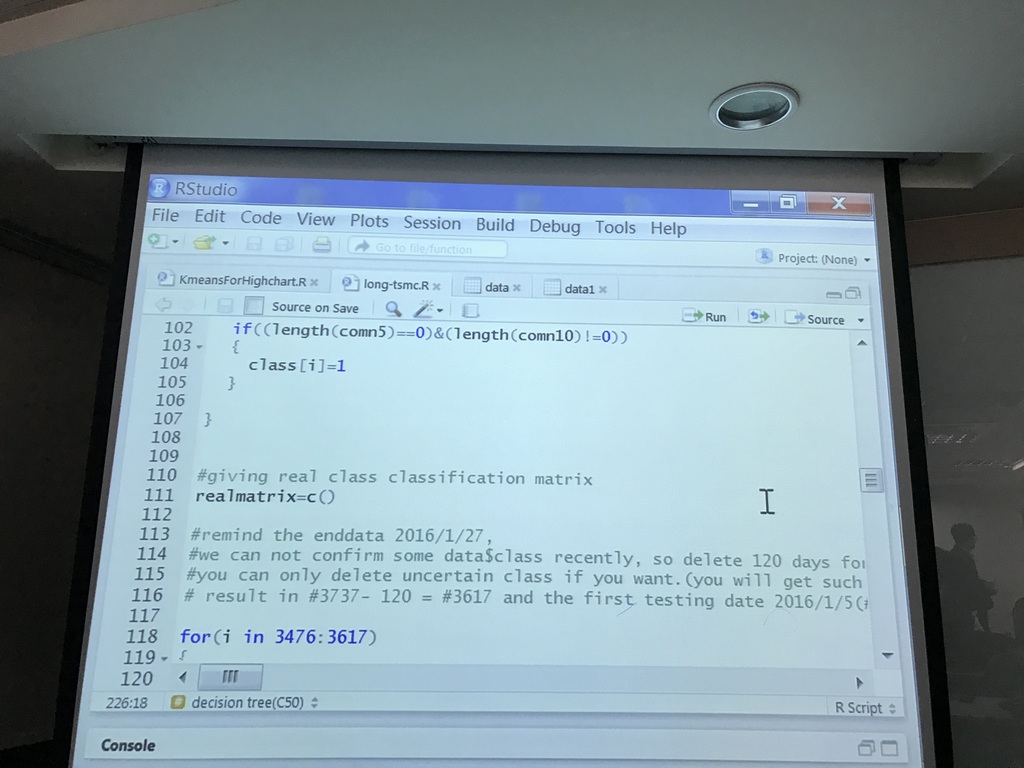 RStudio
File Edit Code View Plots Session Build Debug Tools Help
Go to file/function
Project: (None)
KmeansForHighchart.R
long-tsmc.R
data
data1
Source on Save
Run
Source
102 if((length(comn5)==0)&(length(comn10)!=0))
103 {
104 class[i]=1
105 }
106
107 }
108
109
110 #giving real class classification matrix
111 realmatrix=c()
112
113 #remind the enddata 2016/1/27,
114 #we can not confirm some data$class recently, so delete 120 days for
115 #you can only delete uncertain class if you want.(you will get such
116 # result in #3737- 120 = #3617 and the first testing date 2016/1/5(#
117
118 for(i in 3476:3617)
119 {
120
226:18
decision tree(C50)
R Script
Console